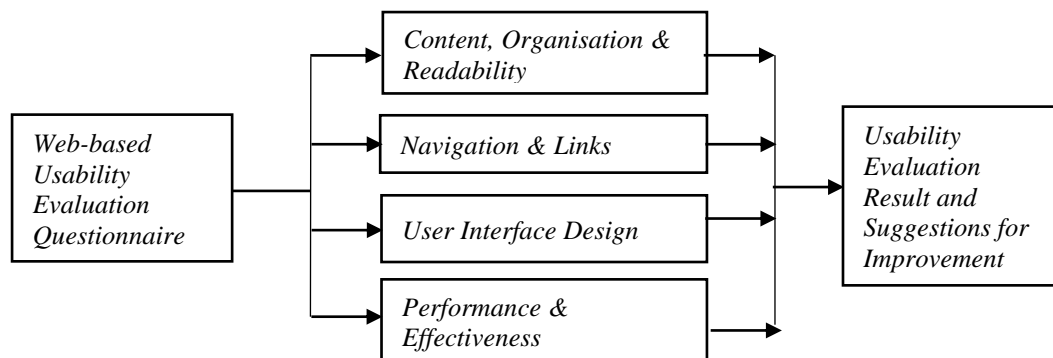 Web-based
Usability
Evaluation
Questionnaire
Content, Organisation &
Readability
Navigation & Links
User Interface Design
Performance &
Effectiveness
Usability
Evaluation
Result and
Suggestions for
Improvement